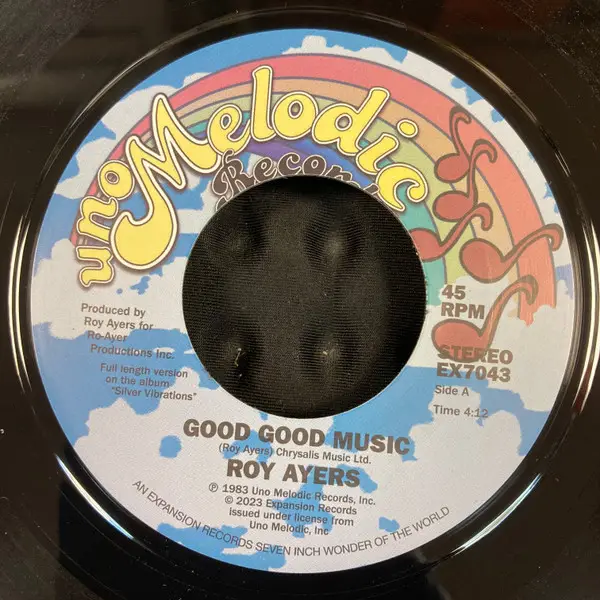 uno Melodic
Produced by
Roy Ayers for
Ro-Ayer
Productions Inc.
Full length version
on the album
"Silver Vibrations"
45
RPM
STEREO
EX7043
Side A
Time 4:12
GOOD GOOD MUSIC
(Roy Ayers) Chrysalis Music Ltd.
ROY AYERS
℗ 1983 Uno Melodic Records, Inc.
© 2023 Expansion Records
issued under license from
Uno Melodic, Inc
AN EXPANSION RECORDS SEVEN INCH WONDER OF THE WORLD